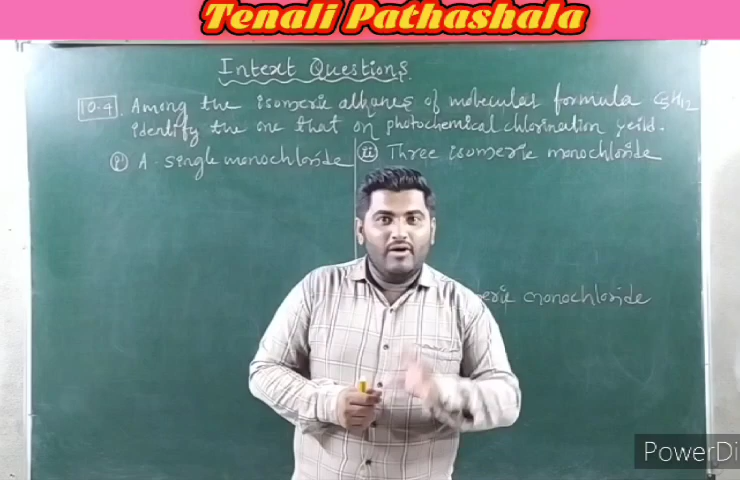 Tenali Pathashala
Intext Questions.
10.4. Among the isomeric alkanes of molecular formula C5H12
identify the one that on photochemical chlorination yeild.
(i) A single monochloride
(ii) Three isomeric monochloride
monochloride
PowerDi